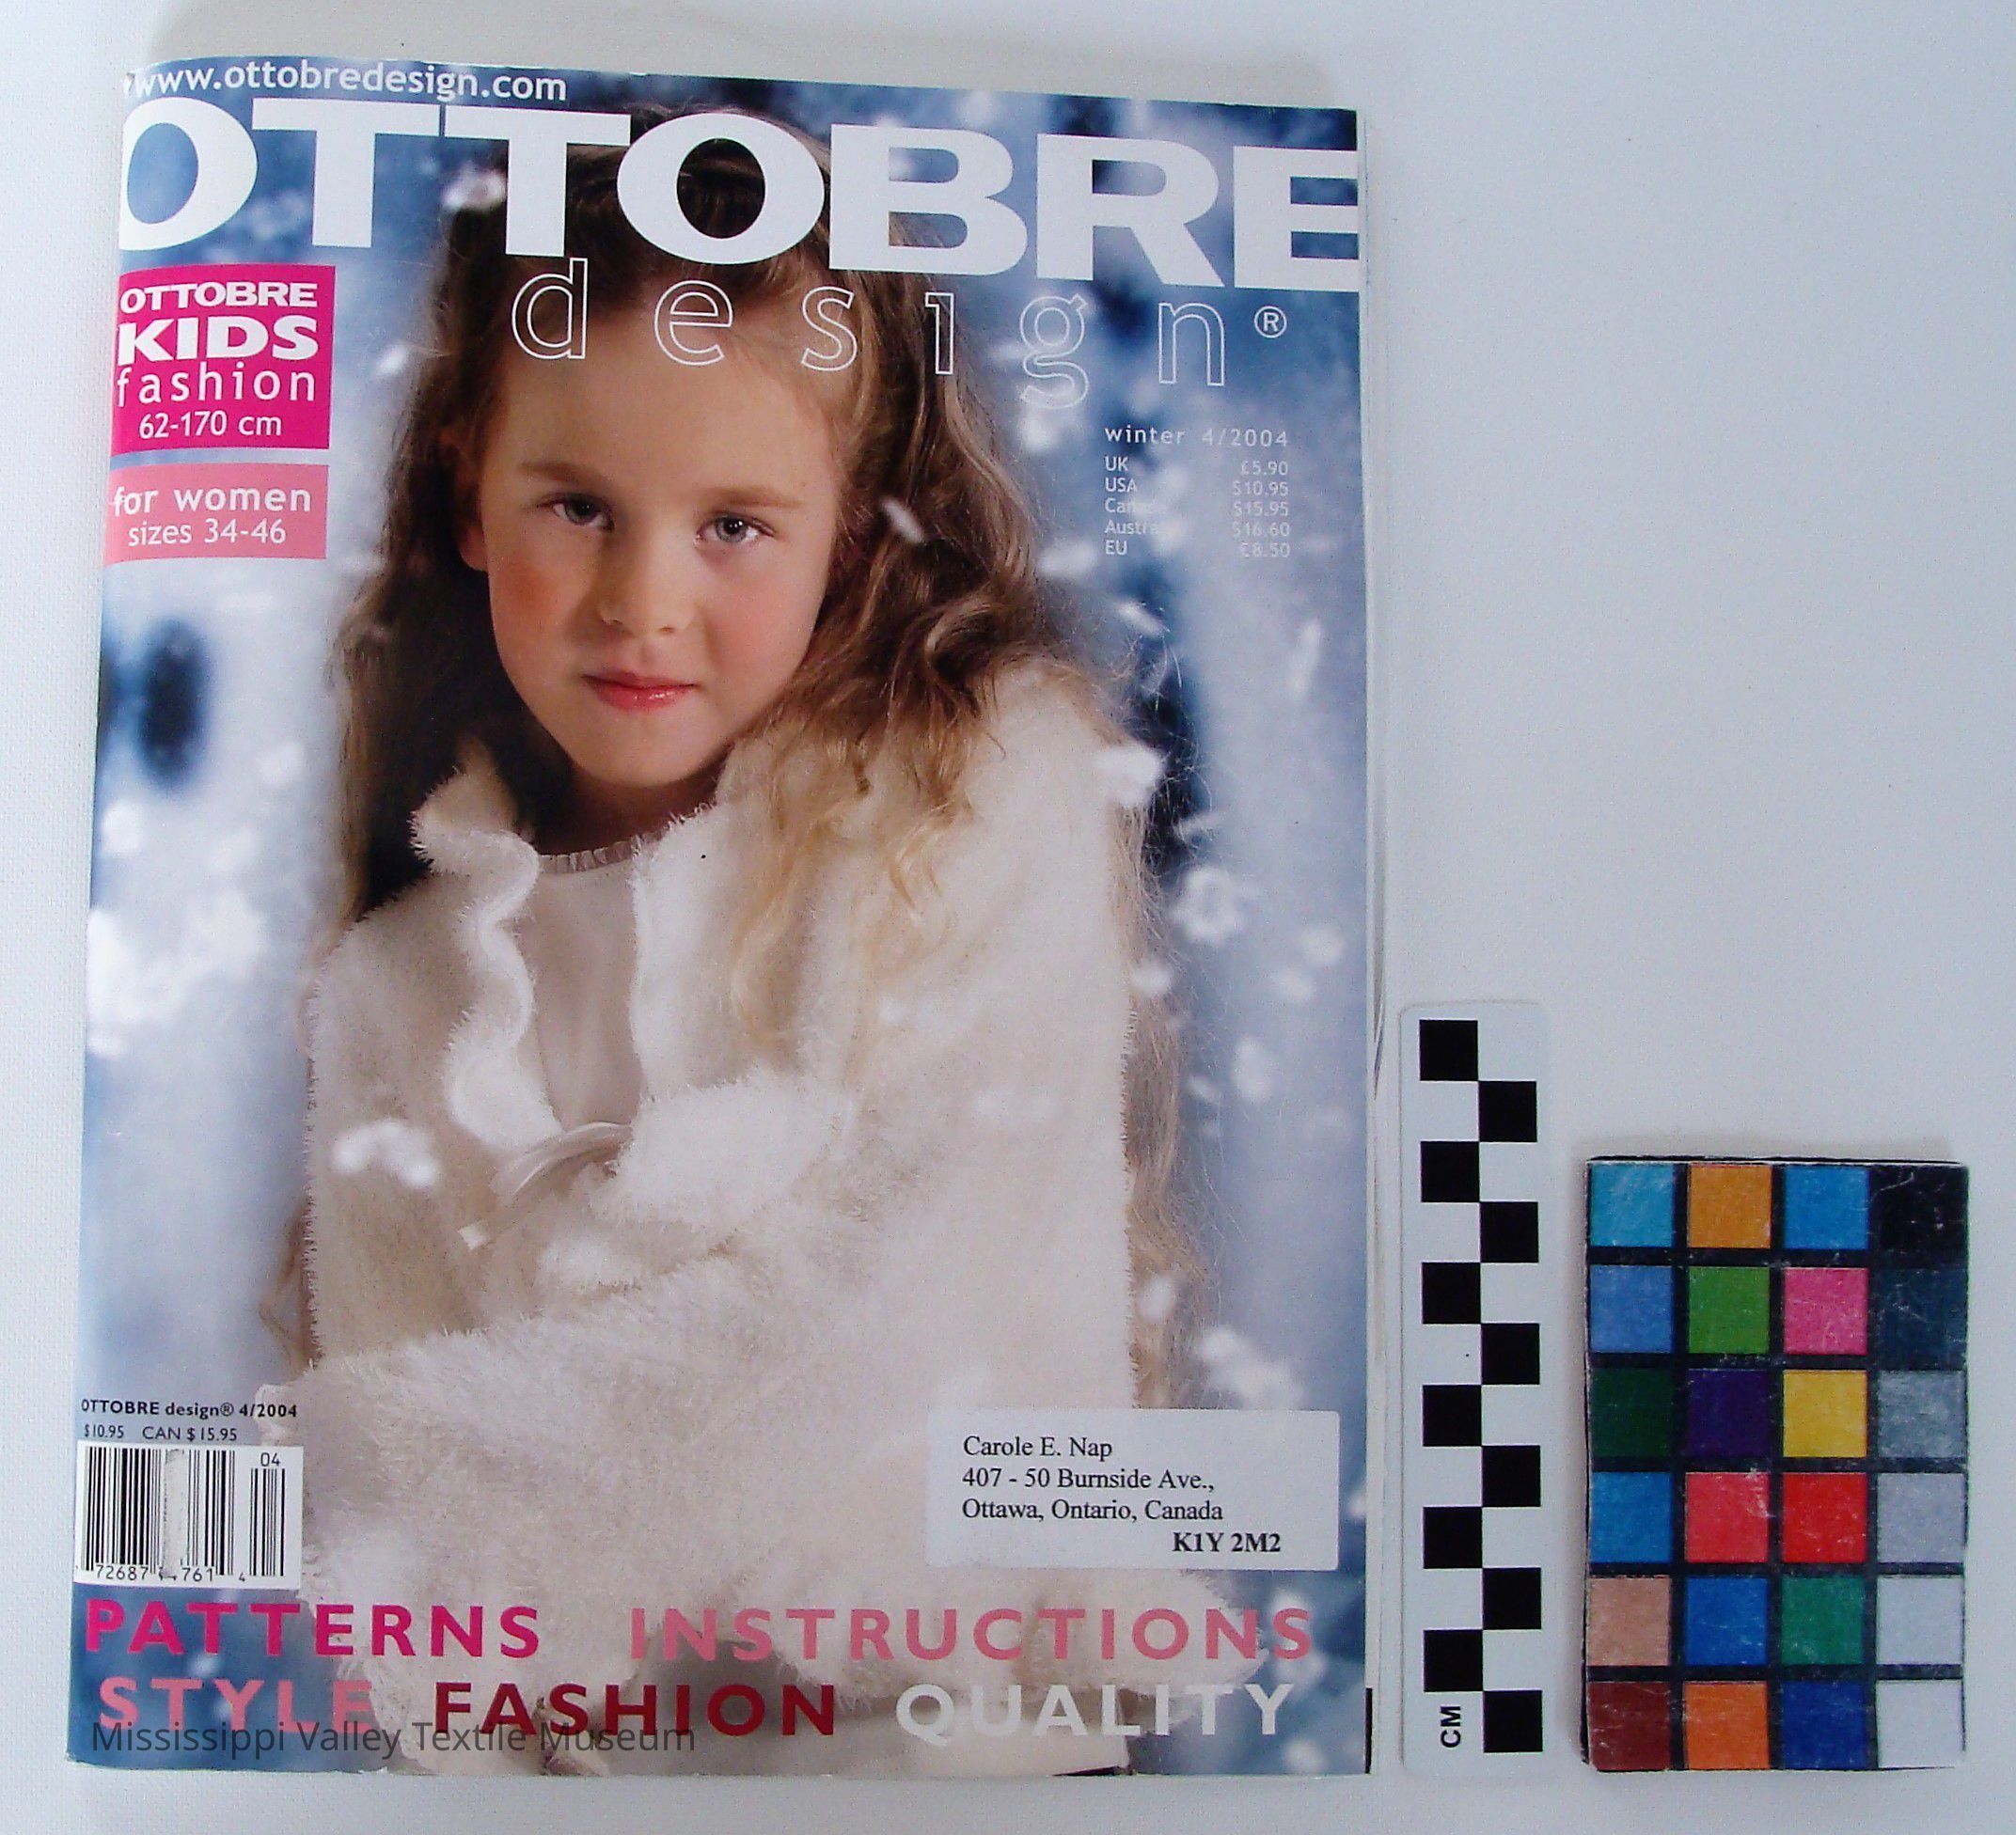 www.ottobredesign.com
OTTOBRE
design®
OTTOBRE
KIDS
fashion
62-170 cm
for women
sizes 34-46
winter 4/2004
UK £5.90
USA $10.95
$15.95
$16.60
EU €8.50
OTTOBRE design® 4/2004
$10.95 CAN $15.95
04
72687 761 4
Carole E. Nap
407 - 50 Burnside Ave.,
Ottawa, Ontario, Canada
K1Y 2M2
PATTERNS INSTRUCTIONS
STYLE FASHION QUALITY
Mississippi Valley Textile Museum
CM